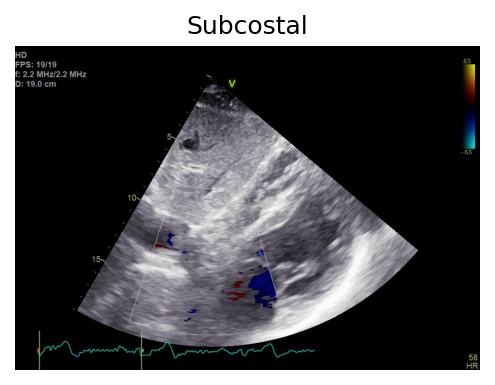 Subcostal
HD
FPS: 19/19
f: 2.2 MHz/2.2 MHz
D: 19.0 cm
V
63
-.63
5
10
15
58
HR